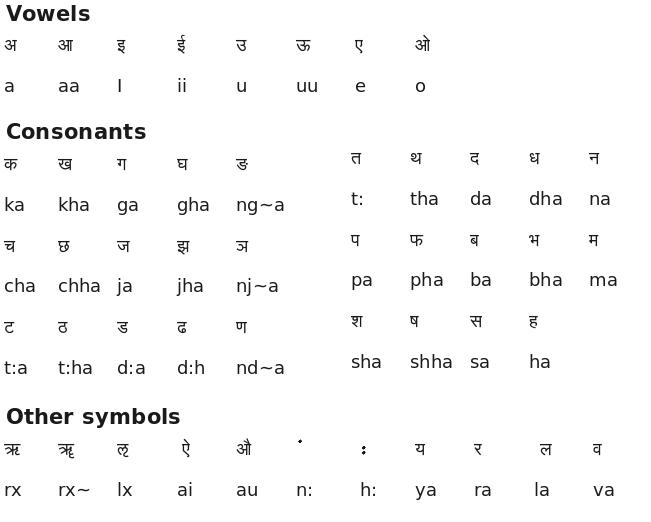 Vowels
अ आ इ ई उ ऊ ए ओ
a aa I ii u uu e o
Consonants
क ख ग घ ङ
ka kha ga gha ng~a
च छ ज झ ञ
cha chha ja jha nj~a
ट ठ ड ढ ण
t:a t:ha d:a d:h nd~a
त थ द ध न
t: tha da dha na
प फ ब भ म
pa pha ba bha ma
श ष स ह
sha shha sa ha
Other symbols
ऋ ॠ ऌ ऐ औ ं ः य र ल व
rx rx~ lx ai au n: h: ya ra la va